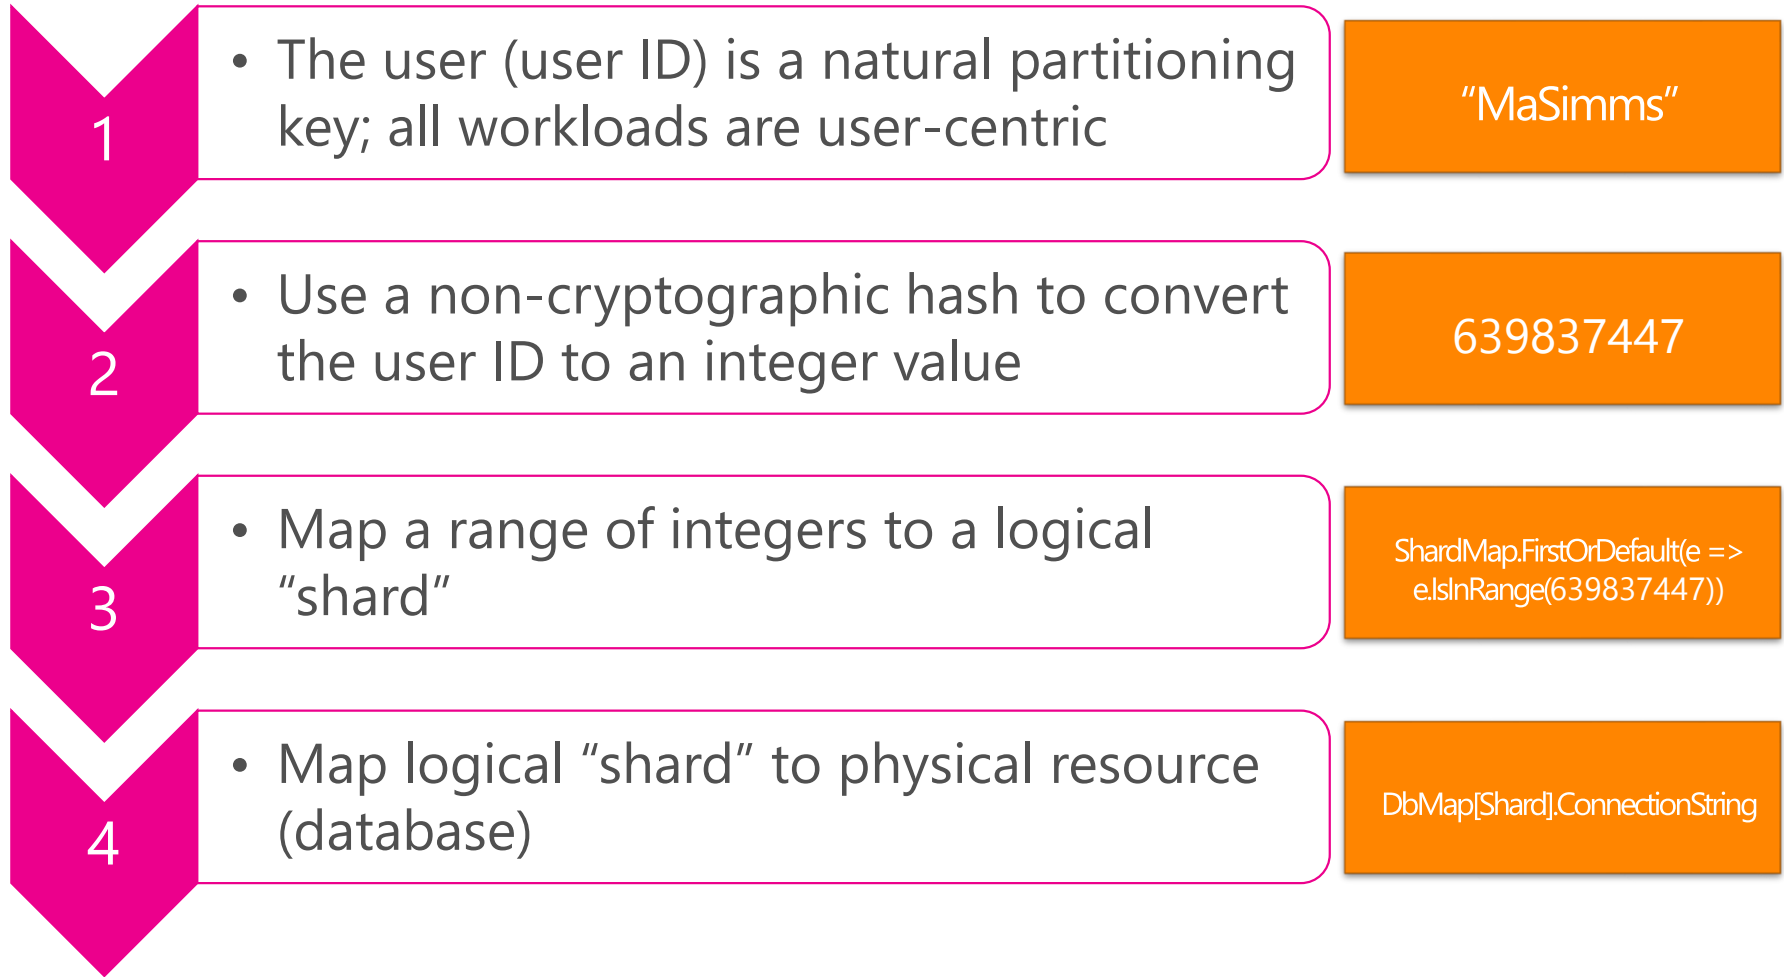 1
• The user (user ID) is a natural partitioning
key; all workloads are user-centric
“MaSimms”
2
• Use a non-cryptographic hash to convert
the user ID to an integer value
639837447
3
• Map a range of integers to a logical
“shard”
ShardMap.FirstOrDefault(e =>
e.IsInRange(639837447))
4
• Map logical “shard” to physical resource
(database)
DbMap[Shard].ConnectionString